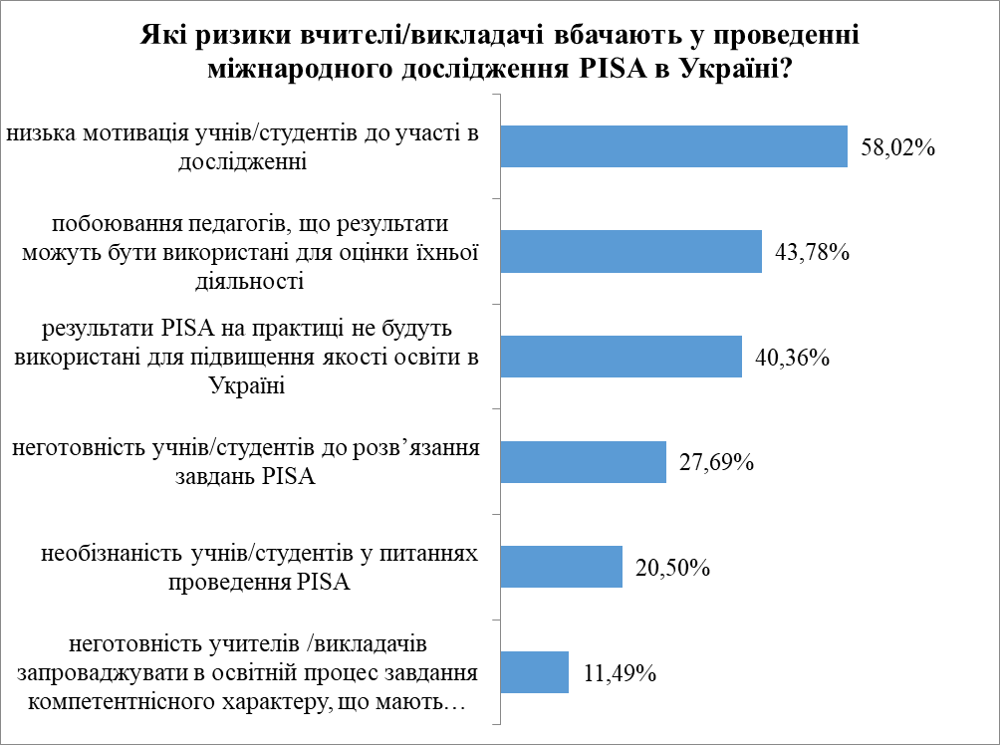 Які ризики вчителі/викладачі вбачають у проведенні
міжнародного дослідження PISA в Україні?
низька мотивація учнів/студентів до участі в
дослідженні
58,02%
побоювання педагогів, що результати
можуть бути використані для оцінки їхньої
діяльності
43,78%
результати PISA на практиці не будуть
використані для підвищення якості освіти в
Україні
40,36%
неготовність учнів/студентів до розв’язання
завдань PISA
27,69%
необізнаність учнів/студентів у питаннях
проведення PISA
20,50%
неготовність учителів /викладачів
запроваджувати в освітній процес завдання
компетентнісного характеру, що мають…
11,49%